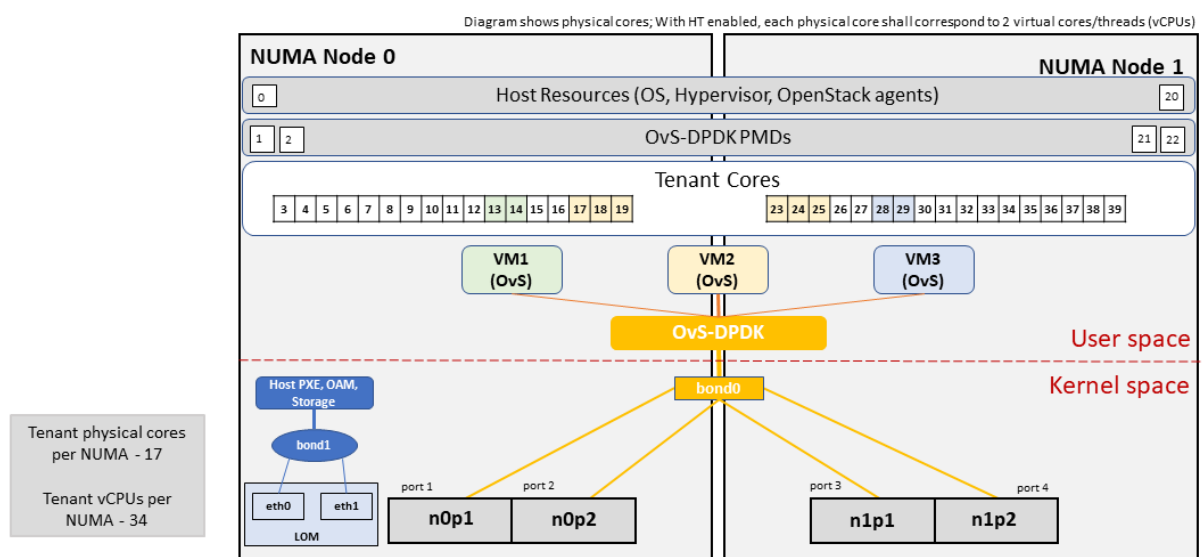 Diagram shows physical cores; With HT enabled, each physical core shall correspond to 2 virtual cores/threads (vCPUs)
NUMA Node 0
NUMA Node 1
0
Host Resources (OS, Hypervisor, OpenStack agents)
20
1
2
OvS-DPDK PMDs
21
22
Tenant Cores
3 4 5 6 7 8 9 10 11 12 13 14 15 16 17 18 19
23 24 25 26 27 28 29 30 31 32 33 34 35 36 37 38 39
VM1
(OvS)
VM2
(OvS)
VM3
(OvS)
OvS-DPDK
User space
Kernel space
Host PXE, OAM,
Storage
bond0
bond1
Tenant physical cores
per NUMA - 17
Tenant vCPUs per
NUMA - 34
eth0
eth1
LOM
port 1
port 2
n0p1
n0p2
port 3
port 4
n1p1
n1p2